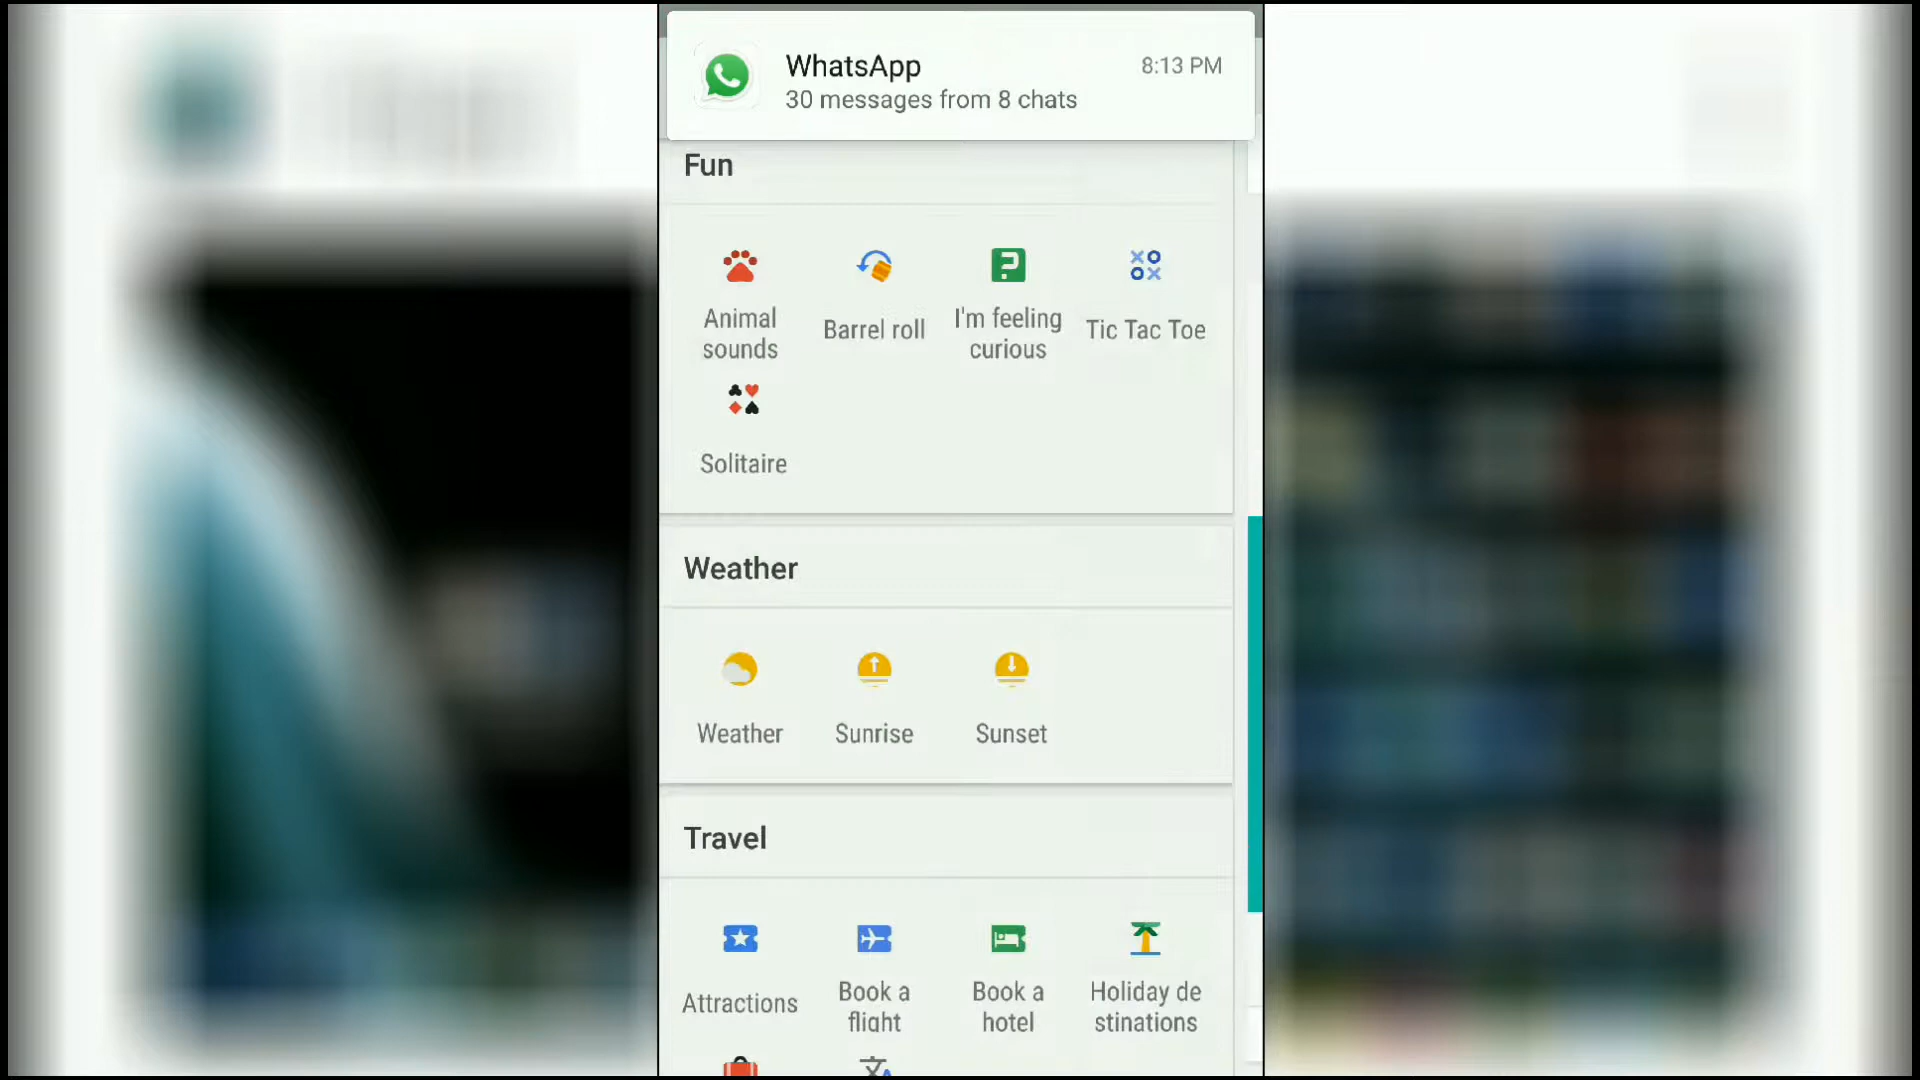 WhatsApp
8:13 PM
30 messages from 8 chats
Fun
Animal
sounds
Barrel roll
I'm feeling
curious
Tic Tac Toe
Solitaire
Weather
Weather
Sunrise
Sunset
Travel
Attractions
Book a
flight
Book a
hotel
Holiday de
stinations